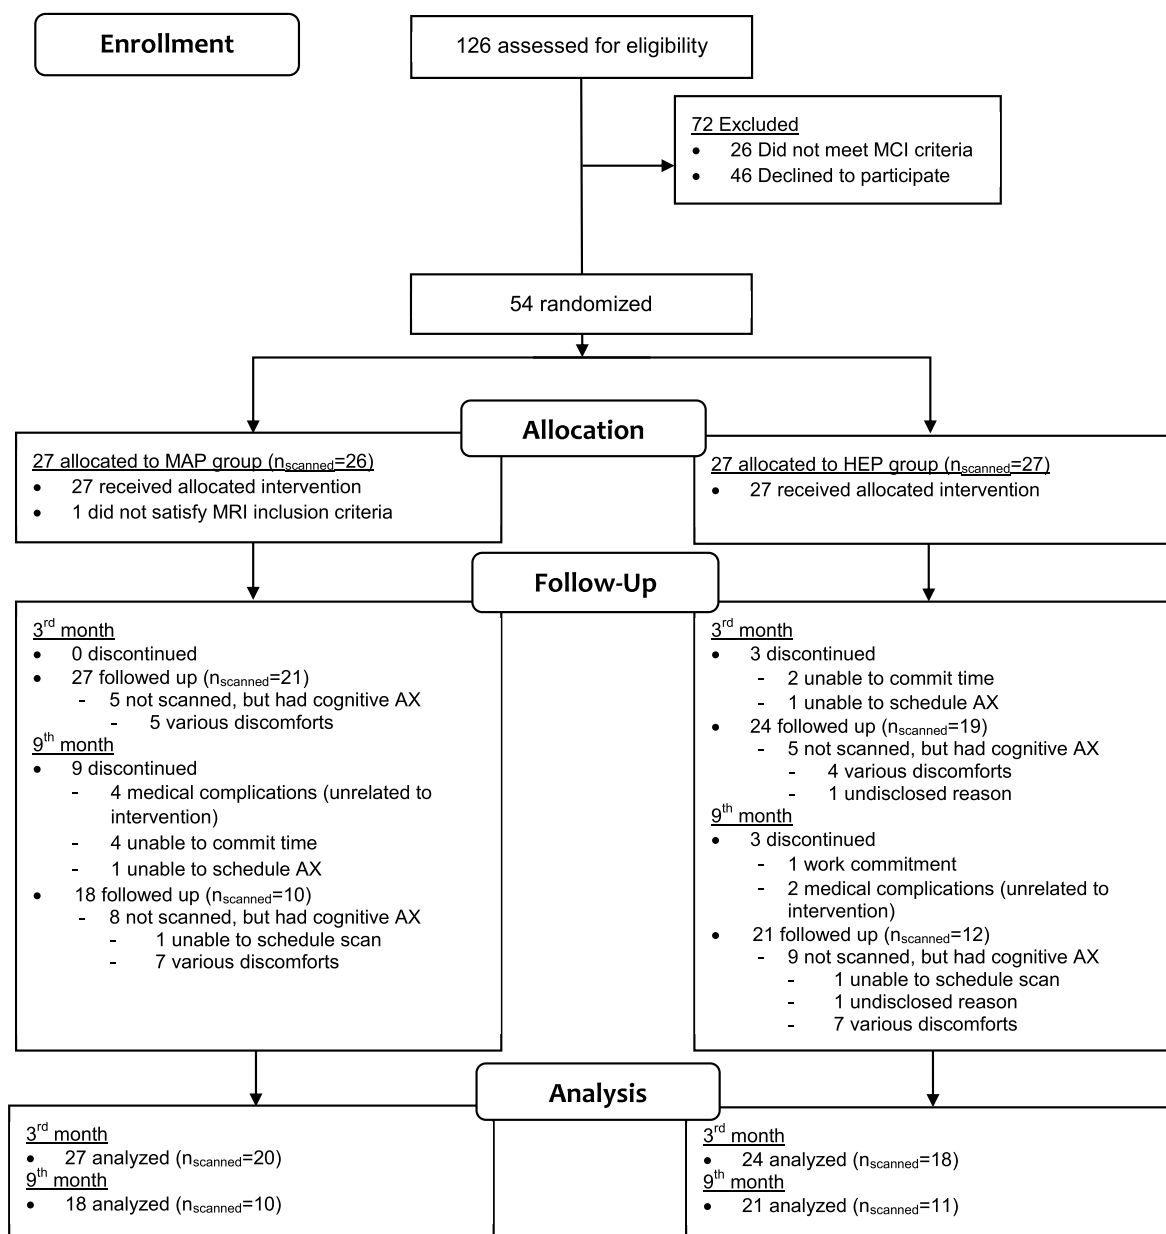 Enrollment
126 assessed for eligibility
72 Excluded
• 26 Did not meet MCI criteria
• 46 Declined to participate
54 randomized
Allocation
27 allocated to MAP group (nscanned=26)
• 27 received allocated intervention
• 1 did not satisfy MRI inclusion criteria
27 allocated to HEP group (nscanned=27)
• 27 received allocated intervention
Follow-Up
3rd month
• 0 discontinued
• 27 followed up (nscanned=21)
- 5 not scanned, but had cognitive AX
- 5 various discomforts
9th month
• 9 discontinued
- 4 medical complications (unrelated to
intervention)
- 4 unable to commit time
- 1 unable to schedule AX
• 18 followed up (nscanned=10)
- 8 not scanned, but had cognitive AX
- 1 unable to schedule scan
- 7 various discomforts
3rd month
• 3 discontinued
- 2 unable to commit time
- 1 unable to schedule AX
• 24 followed up (nscanned=19)
- 5 not scanned, but had cognitive AX
- 4 various discomforts
- 1 undisclosed reason
9th month
• 3 discontinued
- 1 work commitment
- 2 medical complications (unrelated to
intervention)
• 21 followed up (nscanned=12)
- 9 not scanned, but had cognitive AX
- 1 unable to schedule scan
- 1 undisclosed reason
- 7 various discomforts
Analysis
3rd month
• 27 analyzed (nscanned=20)
9th month
• 18 analyzed (nscanned=10)
3rd month
• 24 analyzed (nscanned=18)
9th month
• 21 analyzed (nscanned=11)